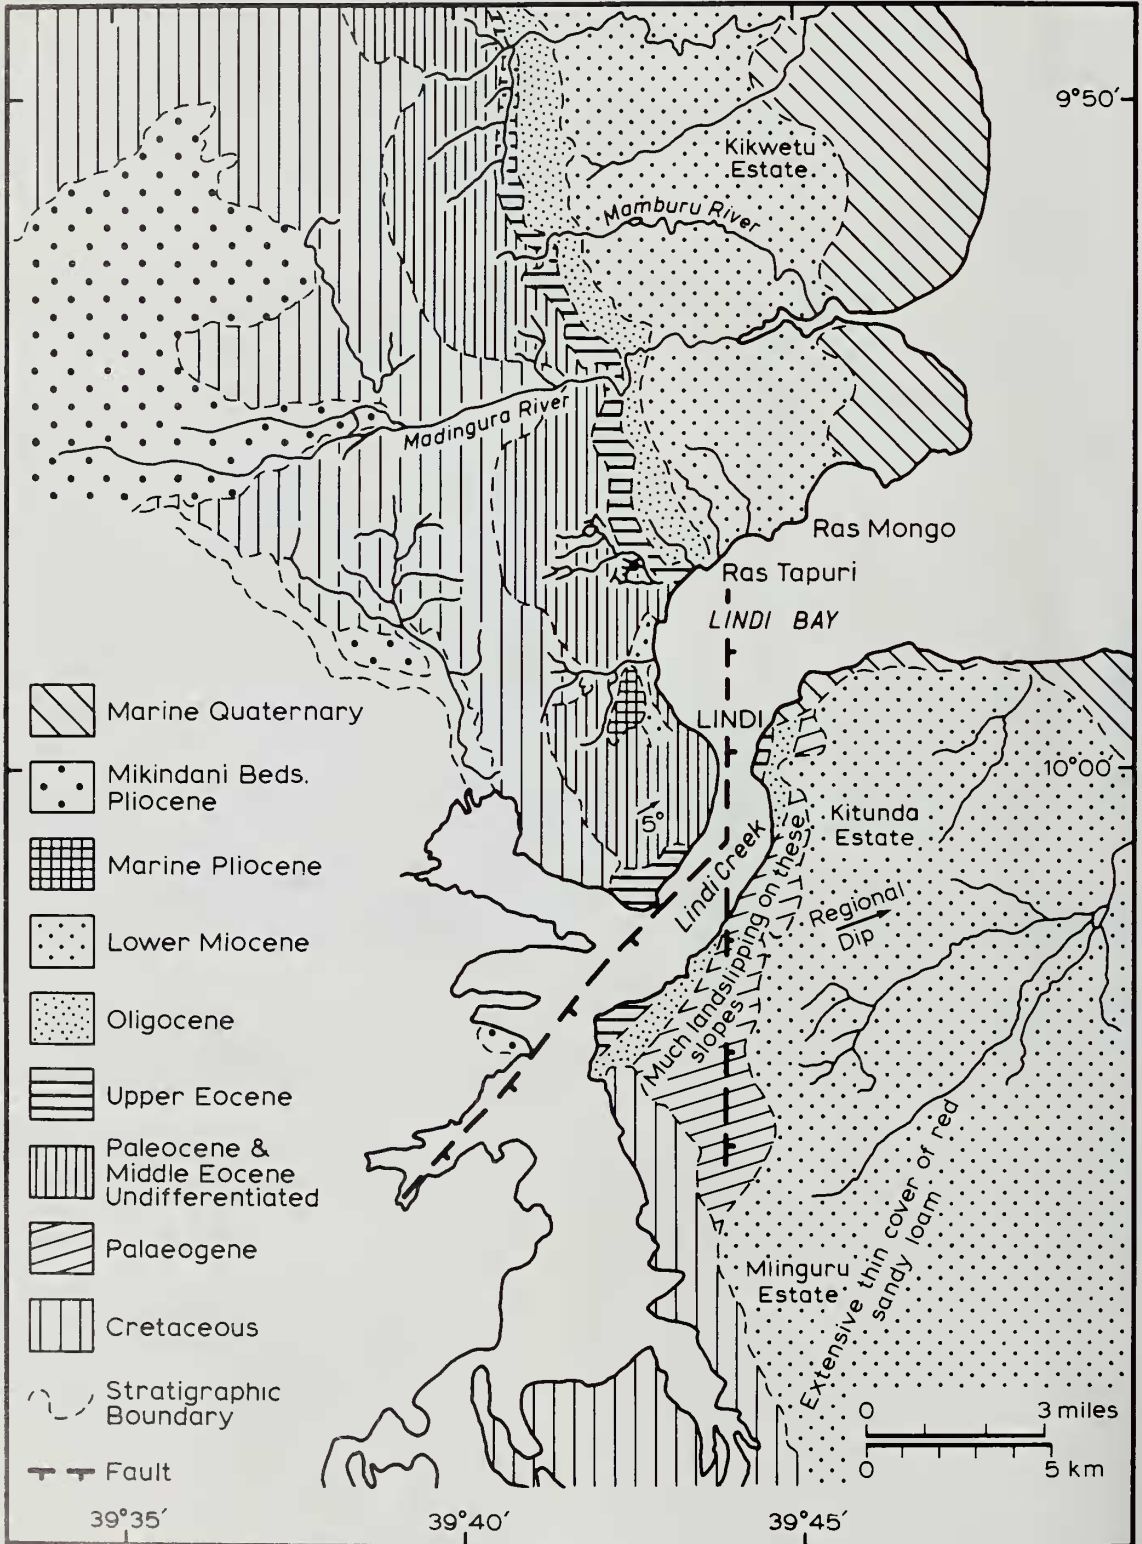 9°50′
Kikwetu
Estate
Mamburu River
Madingura River
Ras Mongo
Ras Tapuri
LINDI BAY
LINDI
10°00′
Kitunda
Estate
5°
Lindi Creek
Regional
Dip
Much landslipping on these
slopes
Mlinguru
Estate
Extensive thin cover of red
sandy loam
Marine Quaternary
Mikindani Beds.
Pliocene
Marine Pliocene
Lower Miocene
Oligocene
Upper Eocene
Paleocene &
Middle Eocene
Undifferentiated
Palaeogene
Cretaceous
Stratigraphic
Boundary
Fault
0 3 miles
0 5 km
39°35′ 39°40′ 39°45′